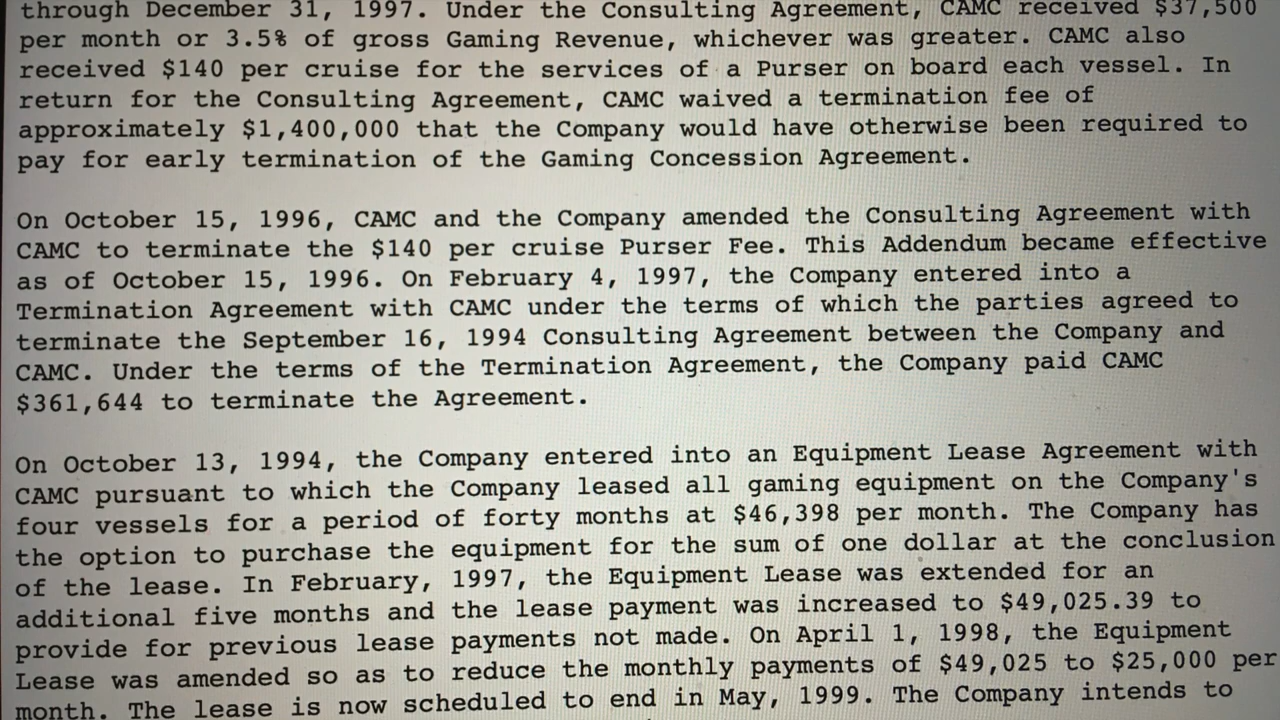 through December 31, 1997. Under the Consulting Agreement, CAMC received $37,500
per month or 3.5% of gross Gaming Revenue, whichever was greater. CAMC also
received $140 per cruise for the services of a Purser on board each vessel. In
return for the Consulting Agreement, CAMC waived a termination fee of
approximately $1,400,000 that the Company would have otherwise been required to
pay for early termination of the Gaming Concession Agreement.
On October 15, 1996, CAMC and the Company amended the Consulting Agreement with
CAMC to terminate the $140 per cruise Purser Fee. This Addendum became effective
as of October 15, 1996. On February 4, 1997, the Company entered into a
Termination Agreement with CAMC under the terms of which the parties agreed to
terminate the September 16, 1994 Consulting Agreement between the Company and
CAMC. Under the terms of the Termination Agreement, the Company paid CAMC
$361,644 to terminate the Agreement.
On October 13, 1994, the Company entered into an Equipment Lease Agreement with
CAMC pursuant to which the Company leased all gaming equipment on the Company's
four vessels for a period of forty months at $46,398 per month. The Company has
the option to purchase the equipment for the sum of one dollar at the conclusion
of the lease. In February, 1997, the Equipment Lease was extended for an
additional five months and the lease payment was increased to $49,025.39 to
provide for previous lease payments not made. On April 1, 1998, the Equipment
Lease was amended so as to reduce the monthly payments of $49,025 to $25,000 per
month. The lease is now scheduled to end in May, 1999. The Company intends to